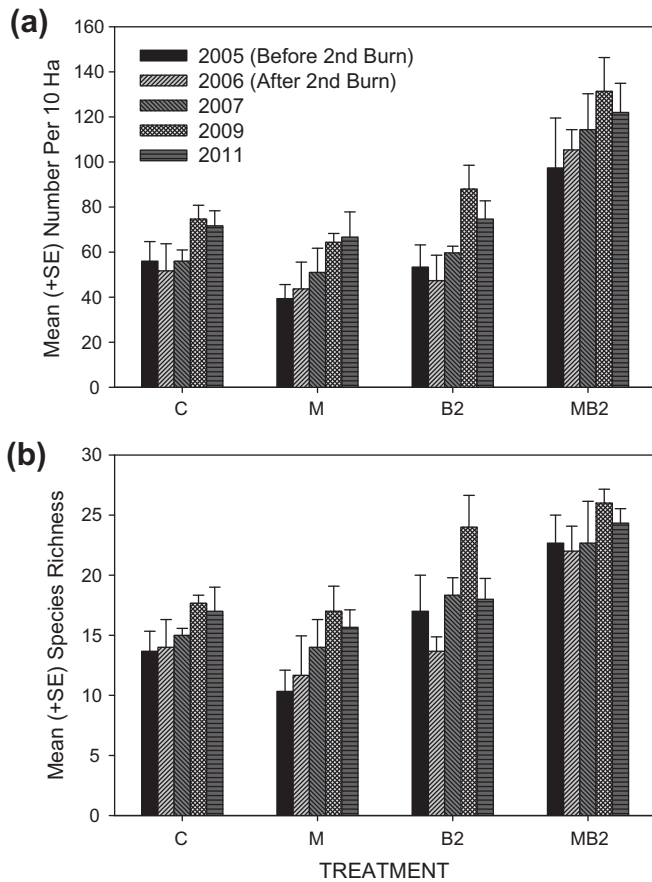 (a)
160
140
120
100
80
60
40
20
0
Mean (+SE) Number Per 10 Ha
2005 (Before 2nd Burn)
2006 (After 2nd Burn)
2007
2009
2011
C M B2 MB2
(b)
30
25
20
15
10
5
0
Mean (+SE) Species Richness
C M B2 MB2
TREATMENT